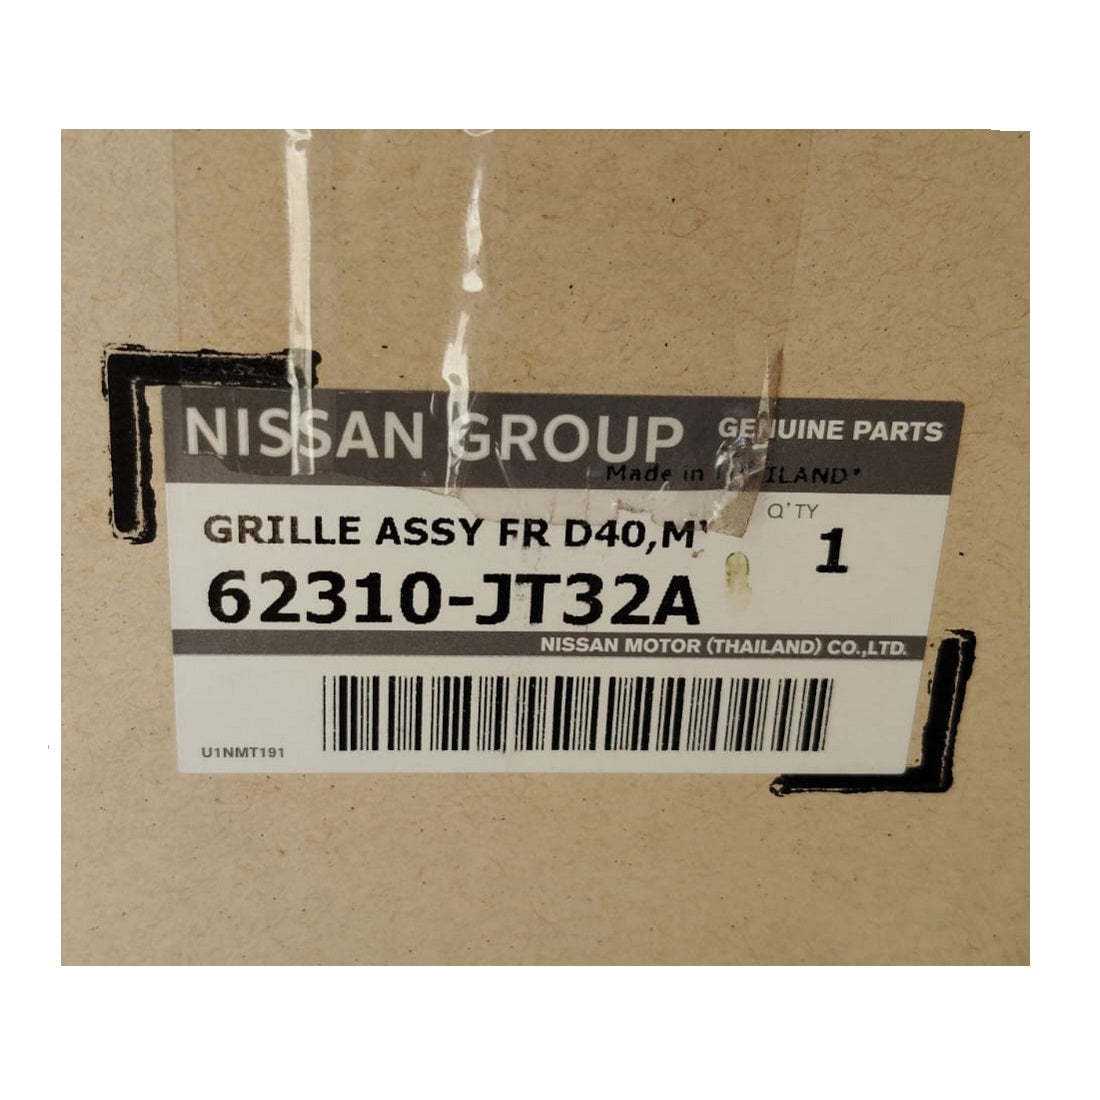 NISSAN GROUP GENUINE PARTS
Made in
GRILLE ASSY FR D40,M
Q'TY
1
62310-JT32A
NISSAN MOTOR (THAILAND) CO.,LTD.
U1NMT191